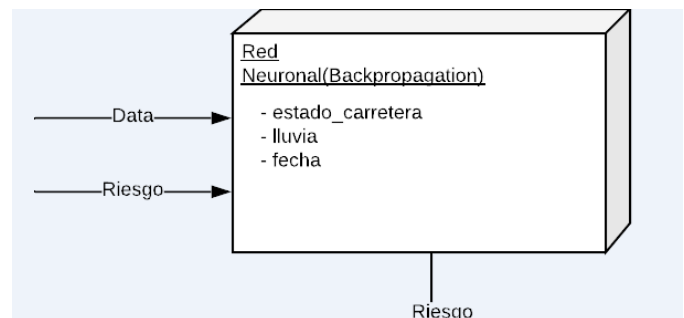 Red
Neuronal(Backpropagation)
- estado_carretera
- lluvia
- fecha
Data
Riesgo
Riesgo